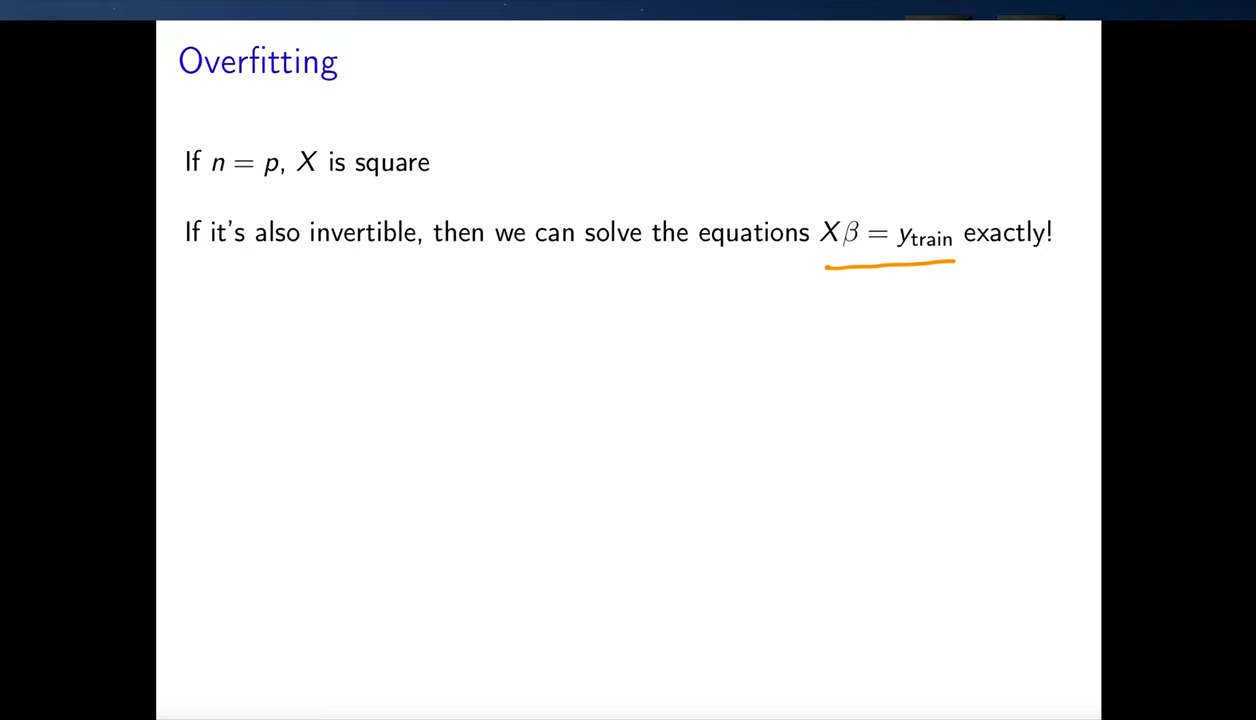 Overfitting
If n = p, X is square
If it's also invertible, then we can solve the equations Xβ = y_train exactly!